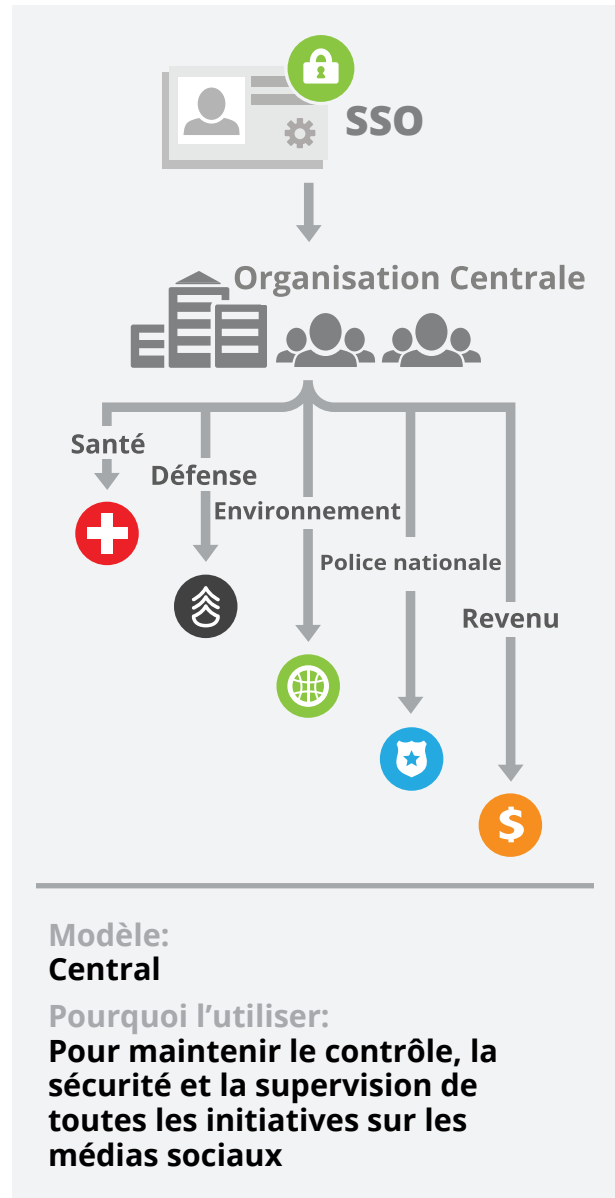 SSO
Organisation Centrale
Santé
Défense
Environnement
Police nationale
Revenu
$
Modèle:
Central
Pourquoi l’utiliser:
Pour maintenir le contrôle, la
sécurité et la supervision de
toutes les initiatives sur les
médias sociaux